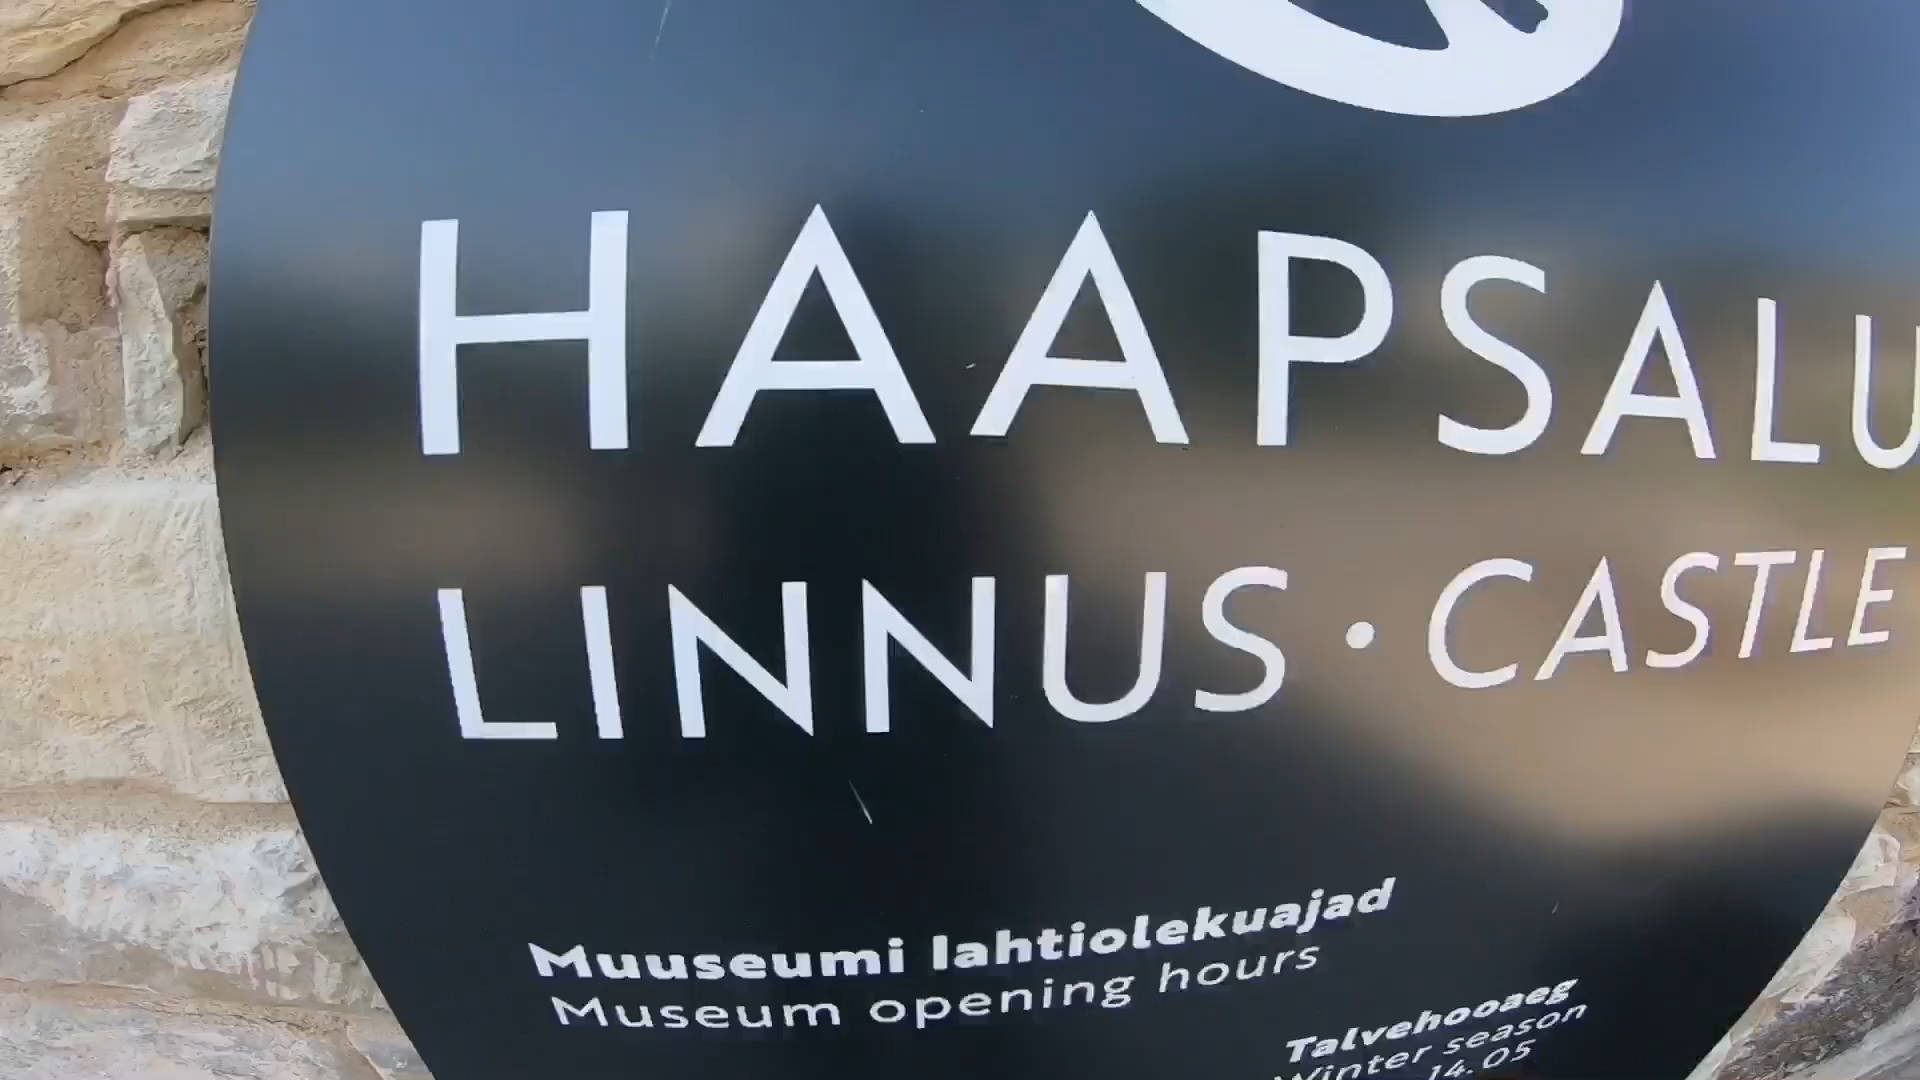 HAAPSALU
LINNUS · CASTLE
Muuseumi lahtiolekuajad
Museum opening hours
Talvehooaeg
Winter season
14.05